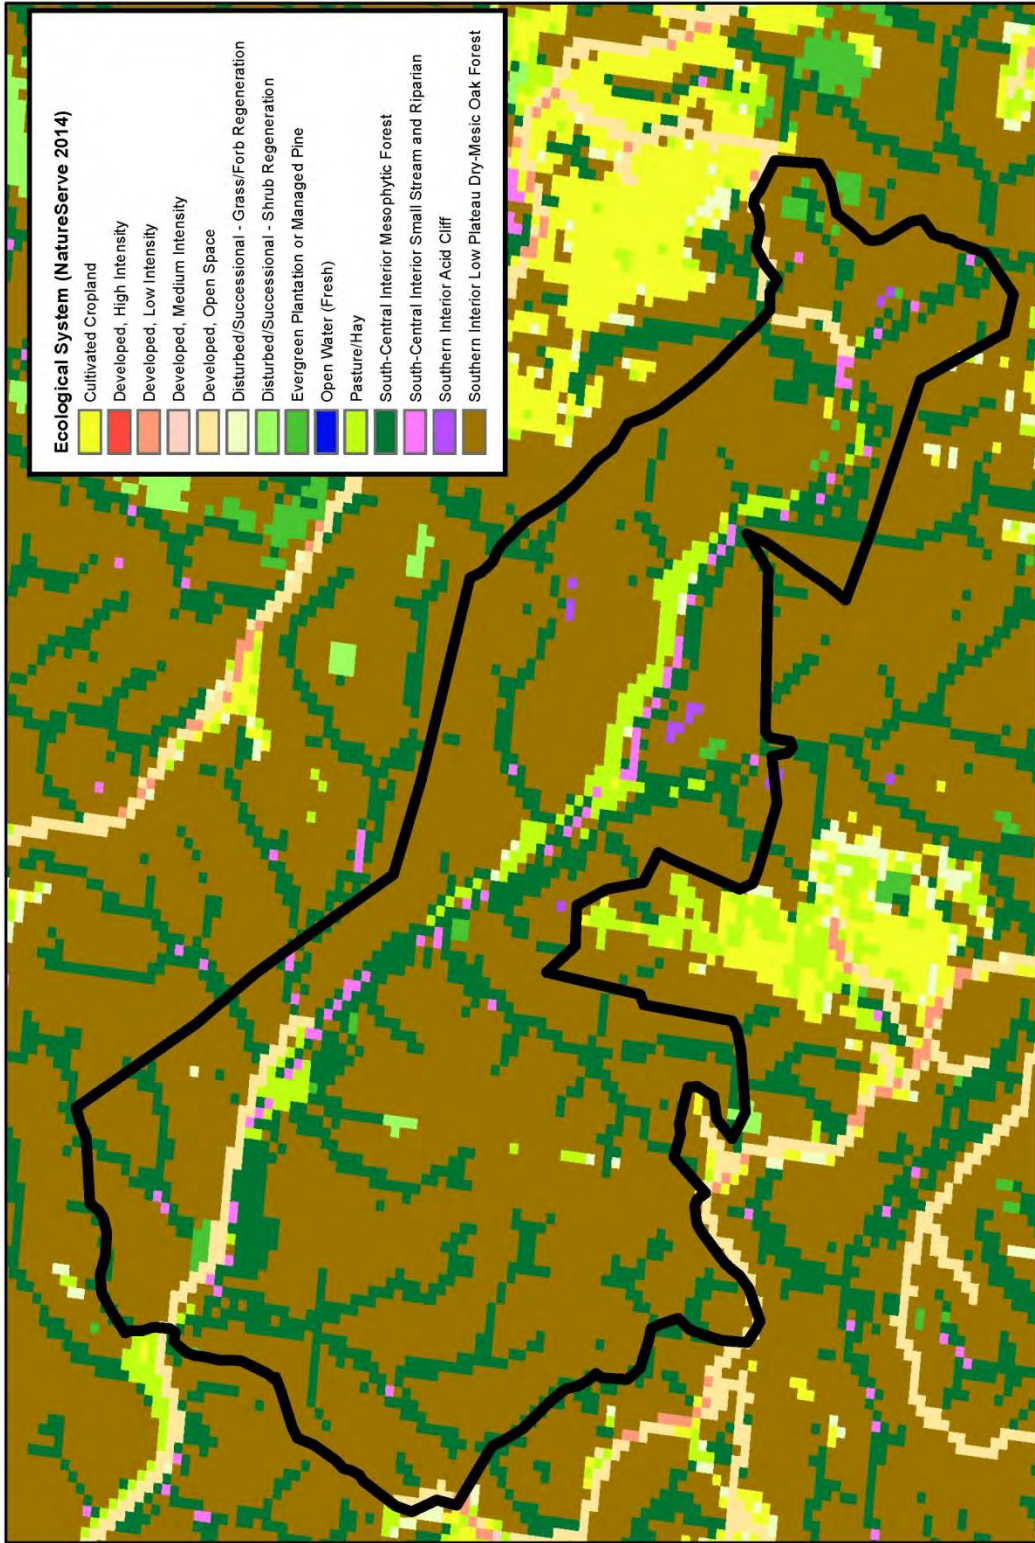 Ecological System (NatureServe 2014)
Cultivated Cropland
Developed, High Intensity
Developed, Low Intensity
Developed, Medium Intensity
Developed, Open Space
Disturbed/Successional - Grass/Forb Regeneration
Disturbed/Successional - Shrub Regeneration
Evergreen Plantation or Managed Pine
Open Water (Fresh)
Pasture/Hay
South-Central Interior Mesophytic Forest
South-Central Interior Small Stream and Riparian
Southern Interior Acid Cliff
Southern Interior Low Plateau Dry-Mesic Oak Forest